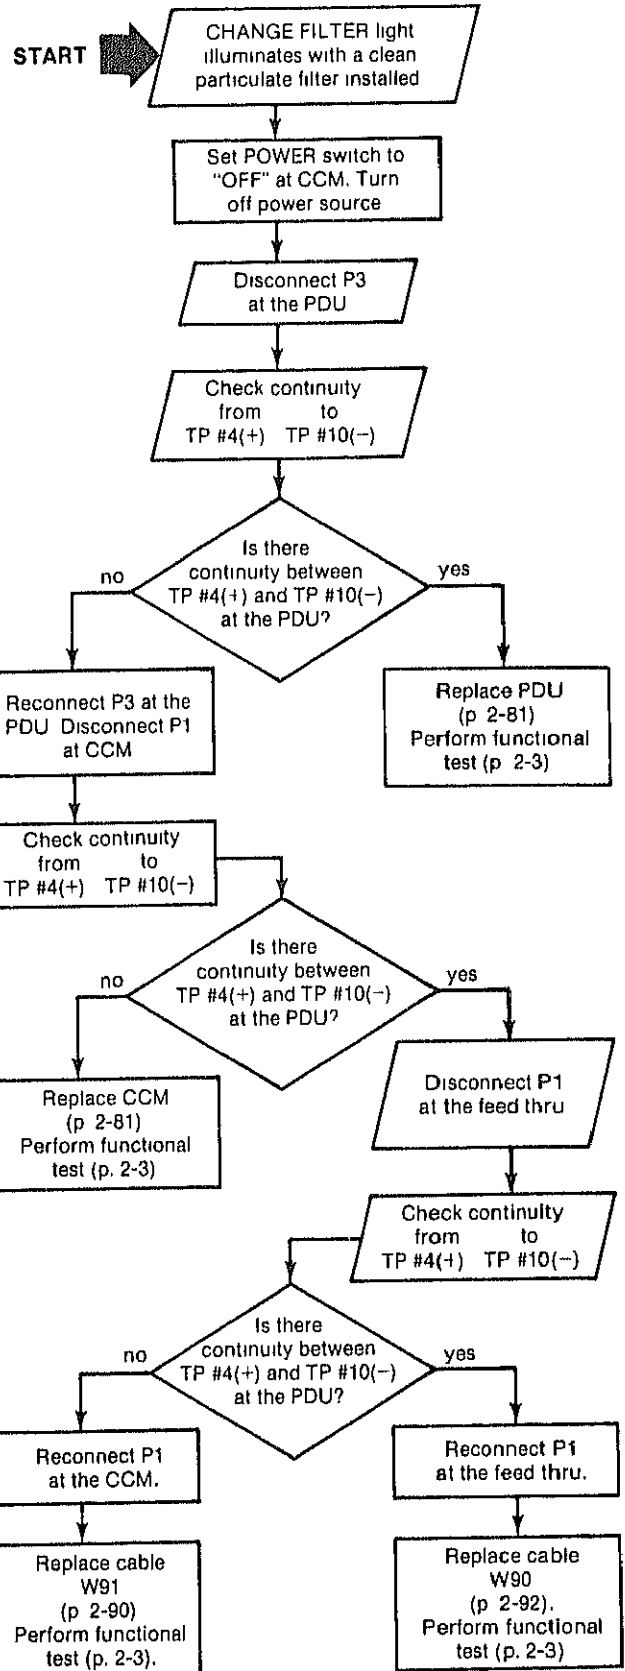 START
CHANGE FILTER light
illuminates with a clean
particulate filter installed
Set POWER switch to
"OFF" at CCM. Turn
off power source
Disconnect P3
at the PDU
Check continuity
from to
TP #4(+) TP #10(−)
Is there
continuity between
TP #4(+) and TP #10(−)
at the PDU?
no
yes
Reconnect P3 at the
PDU Disconnect P1
at CCM
Replace PDU
(p 2-81)
Perform functional
test (p 2-3)
Check continuity
from to
TP #4(+) TP #10(−)
Is there
continuity between
TP #4(+) and TP #10(−)
at the PDU?
no
yes
Replace CCM
(p 2-81)
Perform functional
test (p. 2-3)
Disconnect P1
at the feed thru
Check continuity
from to
TP #4(+) TP #10(−)
Is there
continuity between
TP #4(+) and TP #10(−)
at the PDU?
no
yes
Reconnect P1
at the CCM.
Reconnect P1
at the feed thru.
Replace cable
W91
(p 2-90)
Perform functional
test (p. 2-3).
Replace cable
W90
(p 2-92).
Perform functional
test (p. 2-3)